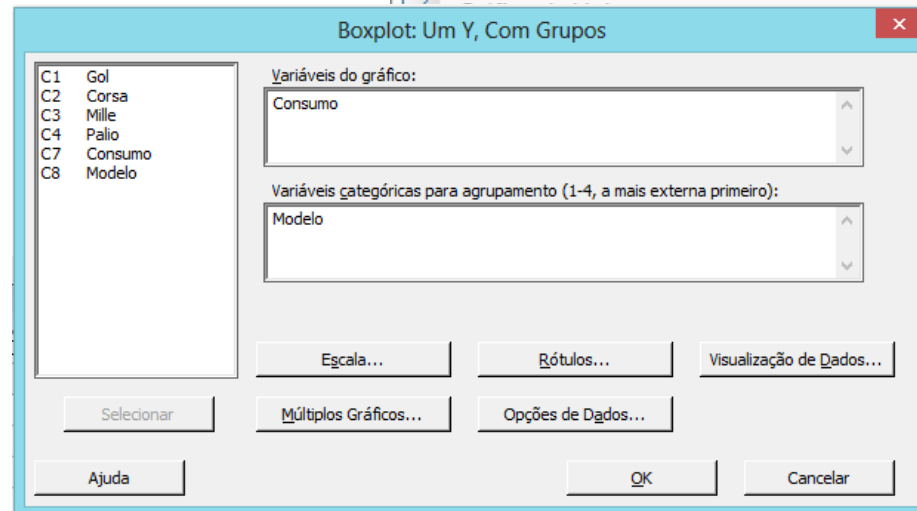 Boxplot: Um Y, Com Grupos
C1 Gol
C2 Corsa
C3 Mille
C4 Palio
C7 Consumo
C8 Modelo
Variáveis do gráfico:
Consumo
Variáveis categóricas para agrupamento (1-4, a mais externa primeiro):
Modelo
Escala...
Rótulos...
Visualização de Dados...
Selecionar
Múltiplos Gráficos...
Opções de Dados...
Ajuda
OK
Cancelar